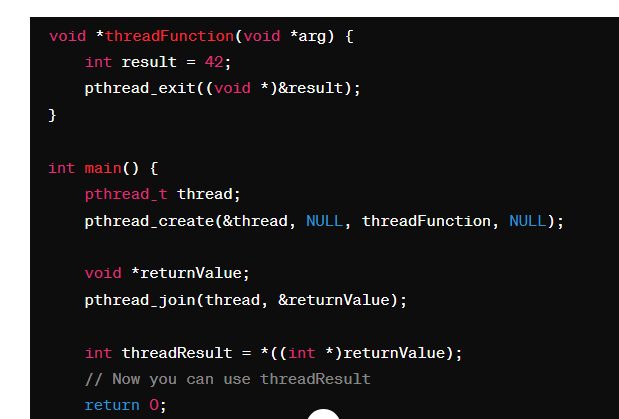 void *threadFunction(void *arg) {
    int result = 42;
    pthread_exit((void *)&result);
}

int main() {
    pthread_t thread;
    pthread_create(&thread, NULL, threadFunction, NULL);

    void *returnValue;
    pthread_join(thread, &returnValue);

    int threadResult = *((int *)returnValue);
    // Now you can use threadResult
    return 0;